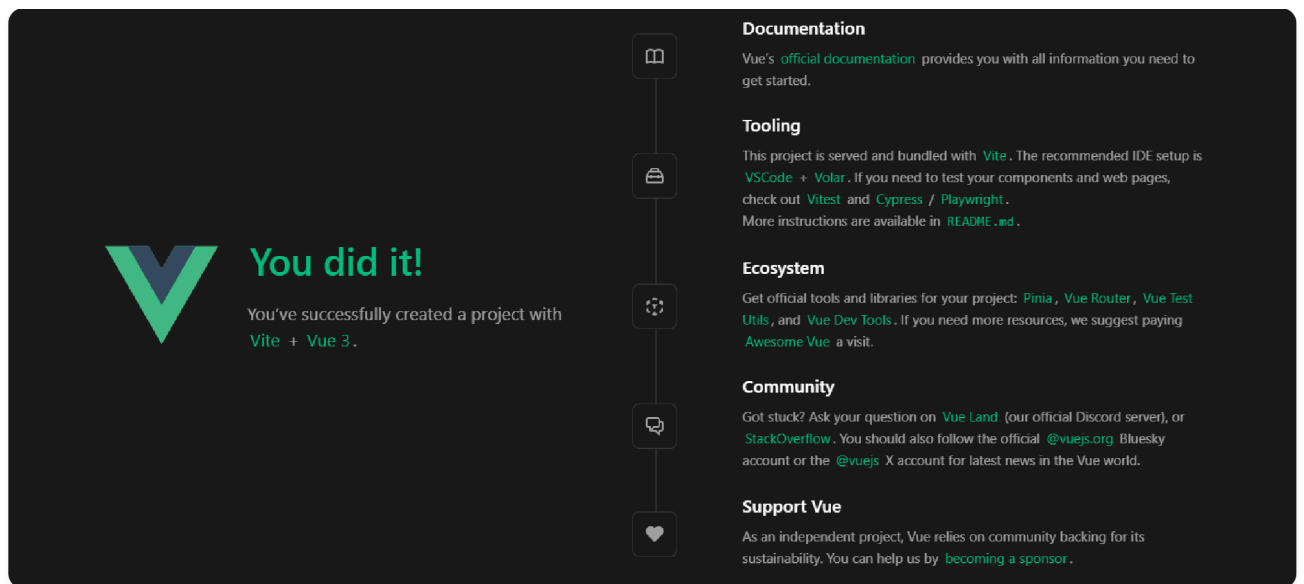 You did it!
You've successfully created a project with
Vite + Vue 3.
Documentation
Vue's official documentation provides you with all information you need to
get started.
Tooling
This project is served and bundled with Vite. The recommended IDE setup is
VSCode + Volar. If you need to test your components and web pages,
check out Vitest and Cypress / Playwright.
More instructions are available in README.md.
Ecosystem
Get official tools and libraries for your project: Pinia, Vue Router, Vue Test
Utils, and Vue Dev Tools. If you need more resources, we suggest paying
Awesome Vue a visit.
Community
Got stuck? Ask your question on Vue Land (our official Discord server), or
StackOverflow. You should also follow the official @vuejs.org Bluesky
account or the @vuejs X account for latest news in the Vue world.
Support Vue
As an independent project, Vue relies on community backing for its
sustainability. You can help us by becoming a sponsor.